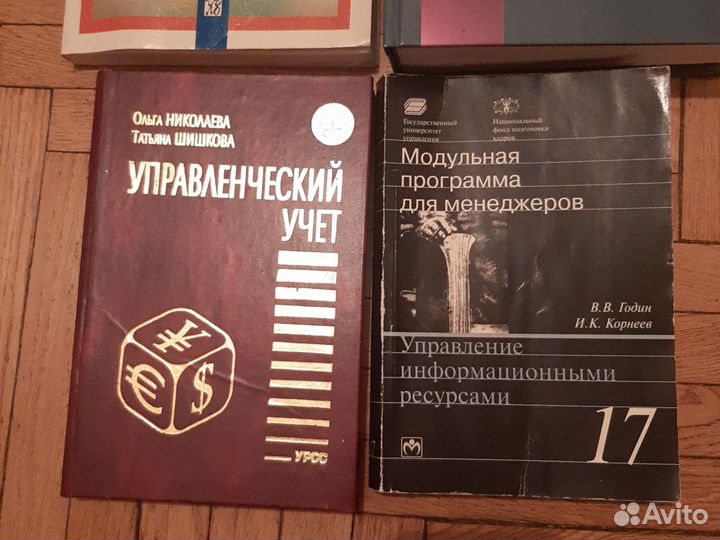 Ольга НИКОЛАЕВА
Татьяна ШИШКОВА
УПРАВЛЕНЧЕСКИЙ
УЧЕТ
¥
€
$
УРСС
Государственный
университет
управления
Национальный
фонд подготовки
кадров
Модульная
программа
для менеджеров
В.В. Годин
И.К. Корнеев
Управление
информационными
ресурсами
17
17
Avito